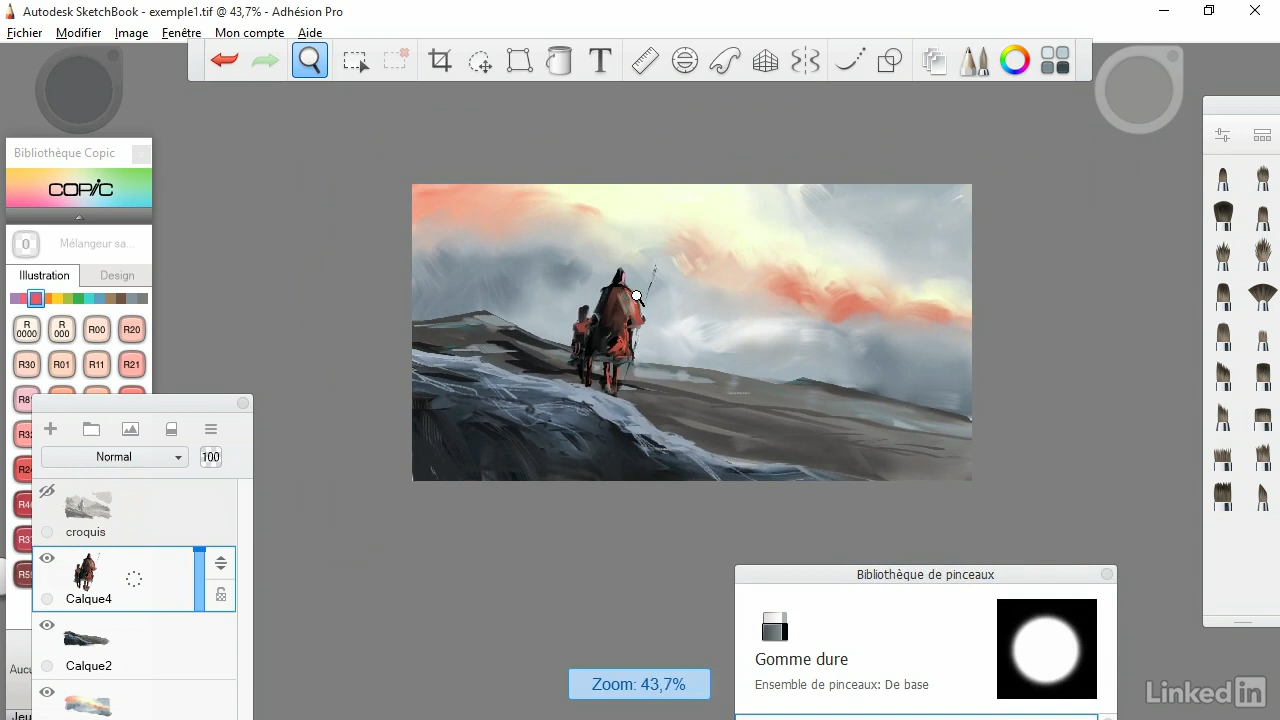 Autodesk SketchBook - exemple1.tif @ 43,7% - Adhésion Pro
Fichier Modifier Image Fenêtre Mon compte Aide
T
Bibliothèque Copic
COPIC
0 Mélangeur sa...
Illustration Design
R 0000 R 000 R00 R20
R30 R01 R11 R21
Normal 100
croquis
Calque4
Calque2
Zoom: 43,7%
Bibliothèque de pinceaux
Gomme dure
Ensemble de pinceaux: De base
Linked in